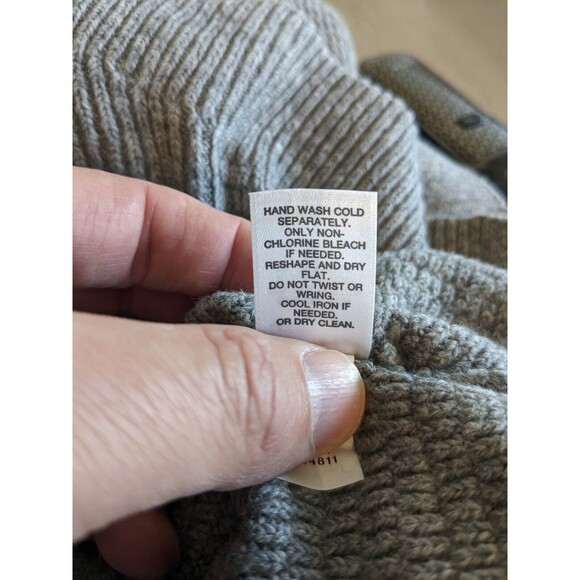 HAND WASH COLD
SEPARATELY.
ONLY NON-
CHLORINE BLEACH
IF NEEDED.
RESHAPE AND DRY
FLAT.
DO NOT TWIST OR
WRING.
COOL IRON IF
NEEDED.
OR DRY CLEAN.
4811